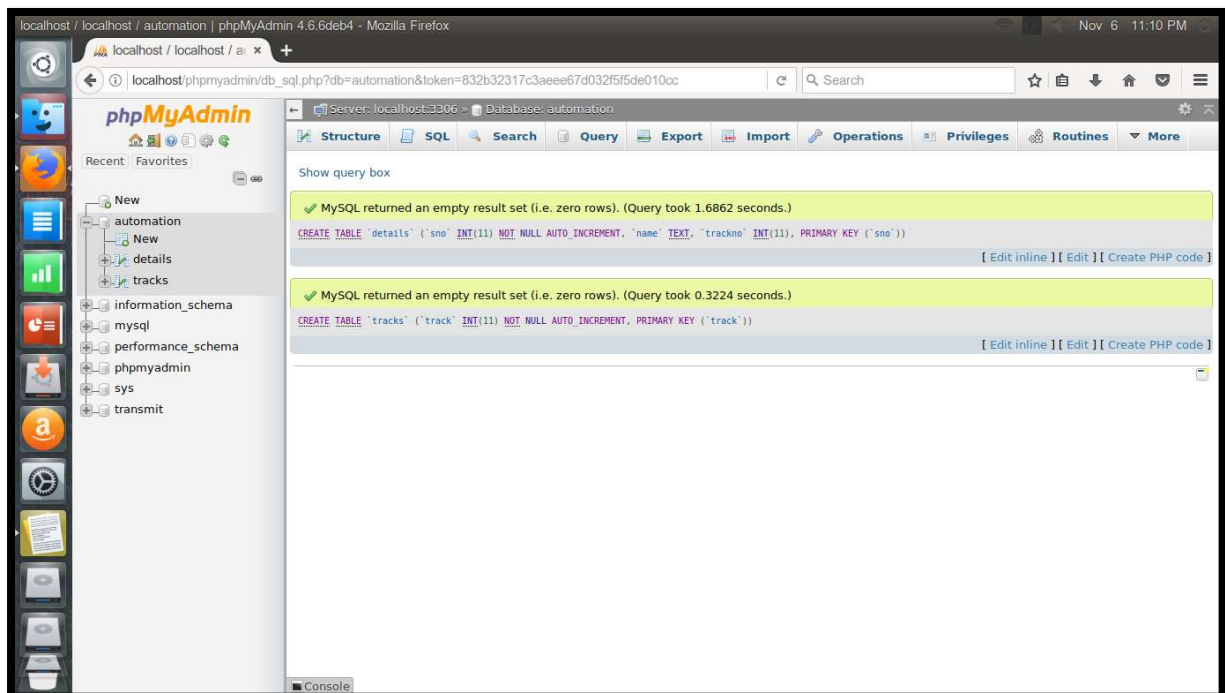 localhost / localhost / automation | phpMyAdmin 4.6.6deb4 - Mozilla Firefox
Nov 6 11:10 PM
localhost / localhost / a
localhost/phpmyadmin/db_sql.php?db=automation&token=832b32317c3aeee67d032f5f5de010cc
Search
phpMyAdmin
Recent Favorites
New
automation
New
details
tracks
information_schema
mysql
performance_schema
phpmyadmin
sys
transmit
Server: localhost:3306 » Database: automation
Structure SQL Search Query Export Import Operations Privileges Routines More
Show query box
MySQL returned an empty result set (i.e. zero rows). (Query took 1.6862 seconds.)
CREATE TABLE `details` (`sno` INT(11) NOT NULL AUTO_INCREMENT, `name` TEXT, `trackno` INT(11), PRIMARY KEY (`sno`))
[ Edit inline ] [ Edit ] [ Create PHP code ]
MySQL returned an empty result set (i.e. zero rows). (Query took 0.3224 seconds.)
CREATE TABLE `tracks` (`track` INT(11) NOT NULL AUTO_INCREMENT, PRIMARY KEY (`track`))
[ Edit inline ] [ Edit ] [ Create PHP code ]
Console